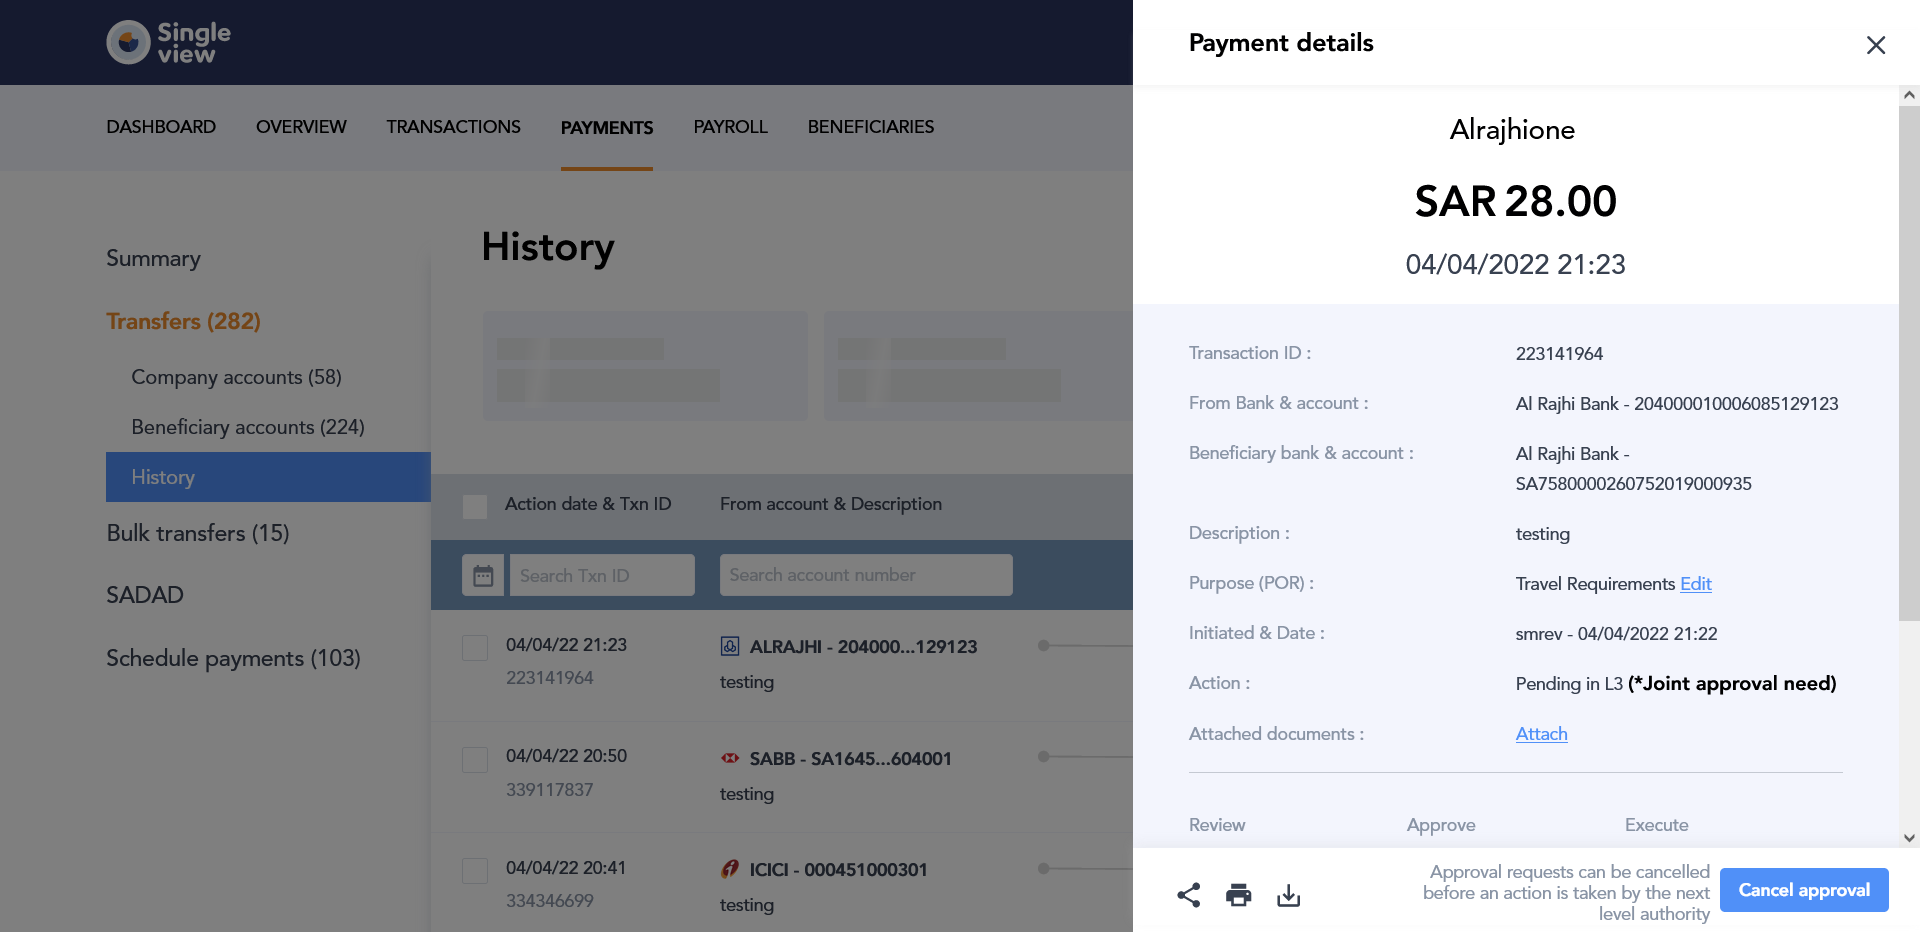 Single
view
Payment details
DASHBOARD OVERVIEW TRANSACTIONS PAYMENTS PAYROLL BENEFICIARIES
Summary
Transfers (282)
Company accounts (58)
Beneficiary accounts (224)
History
Bulk transfers (15)
SADAD
Schedule payments (103)
History
Action date & Txn ID From account & Description
Search Txn ID Search account number
04/04/22 21:23 ALRAJHI - 204000...129123
223141964 testing
04/04/22 20:50 SABB - SA1645...604001
339117837 testing
04/04/22 20:41 ICICI - 000451000301
334346699 testing
Alrajhione
SAR 28.00
04/04/2022 21:23
Transaction ID : 223141964
From Bank & account : Al Rajhi Bank - 204000010006085129123
Beneficiary bank & account : Al Rajhi Bank -
SA7580000260752019000935
Description : testing
Purpose (POR) : Travel Requirements Edit
Initiated & Date : smrev - 04/04/2022 21:22
Action : Pending in L3 (*Joint approval need)
Attached documents : Attach
Review Approve Execute
Approval requests can be cancelled
before an action is taken by the next
level authority
Cancel approval